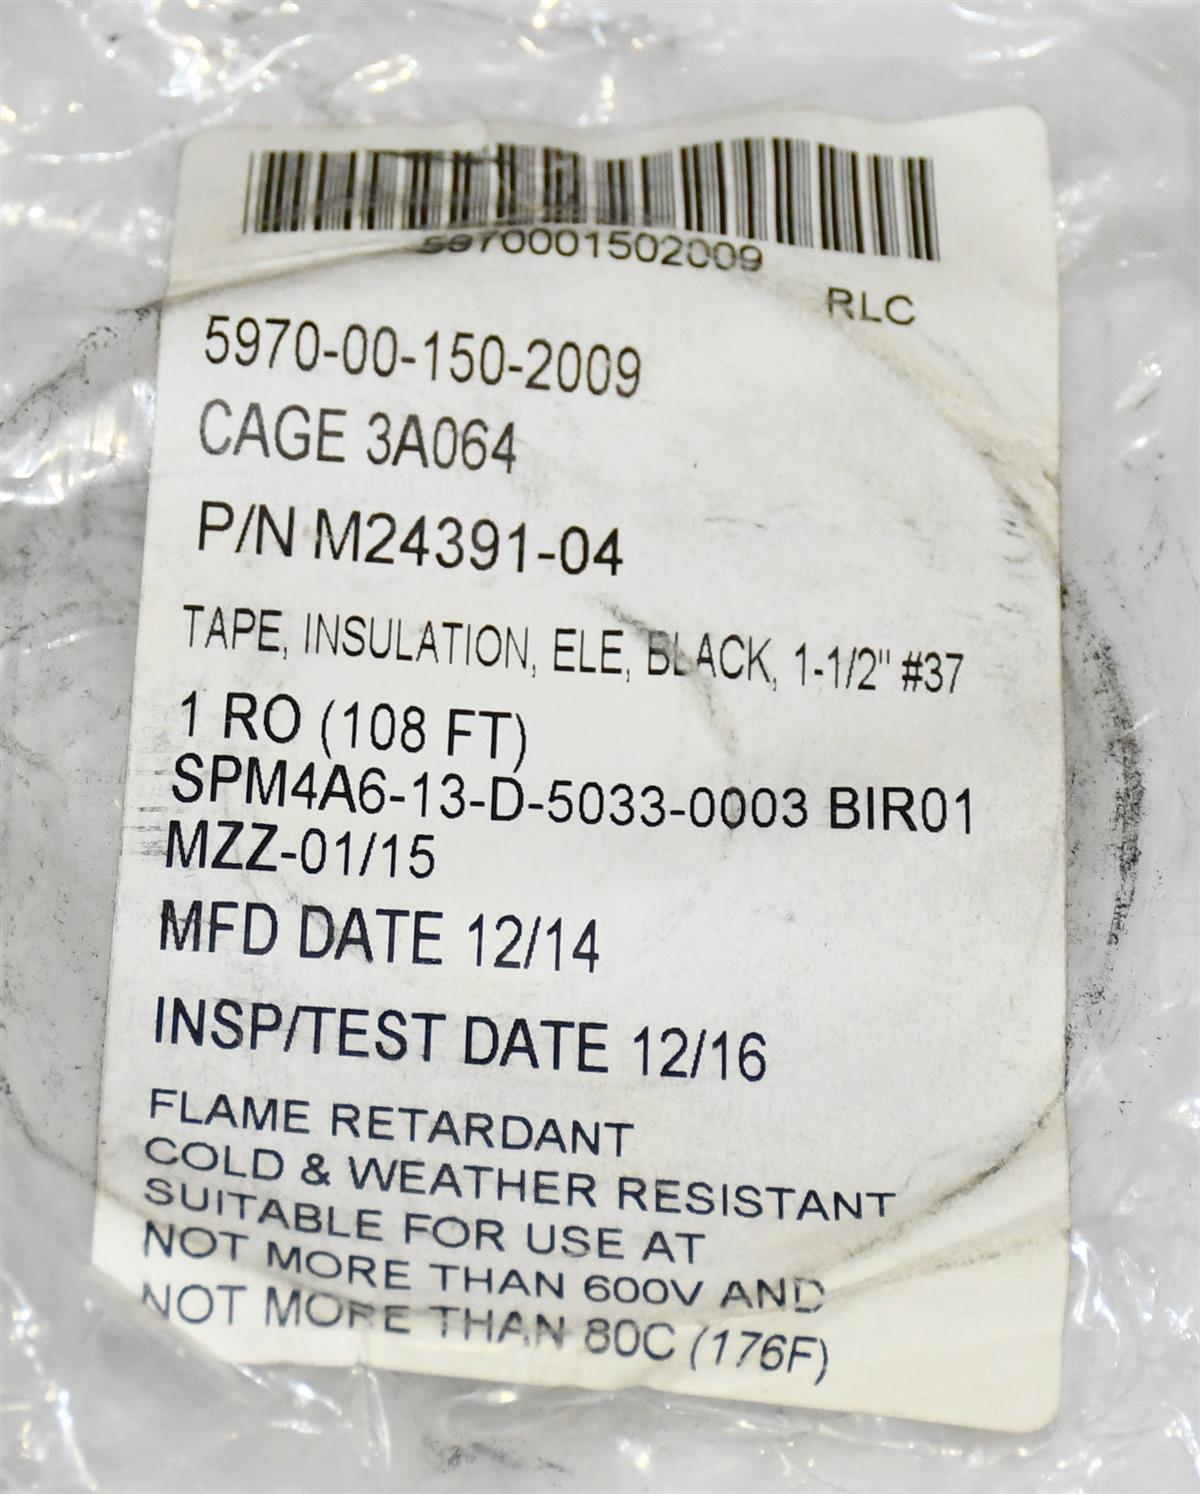 5970001502009
RLC
5970-00-150-2009
CAGE 3A064
P/N M24391-04
TAPE, INSULATION, ELE, BLACK, 1-1/2" #37
1 RO (108 FT)
SPM4A6-13-D-5033-0003 BIR01
MZZ-01/15
MFD DATE 12/14
INSP/TEST DATE 12/16
FLAME RETARDANT
COLD & WEATHER RESISTANT
SUITABLE FOR USE AT
NOT MORE THAN 600V AND
NOT MORE THAN 80C (176F)